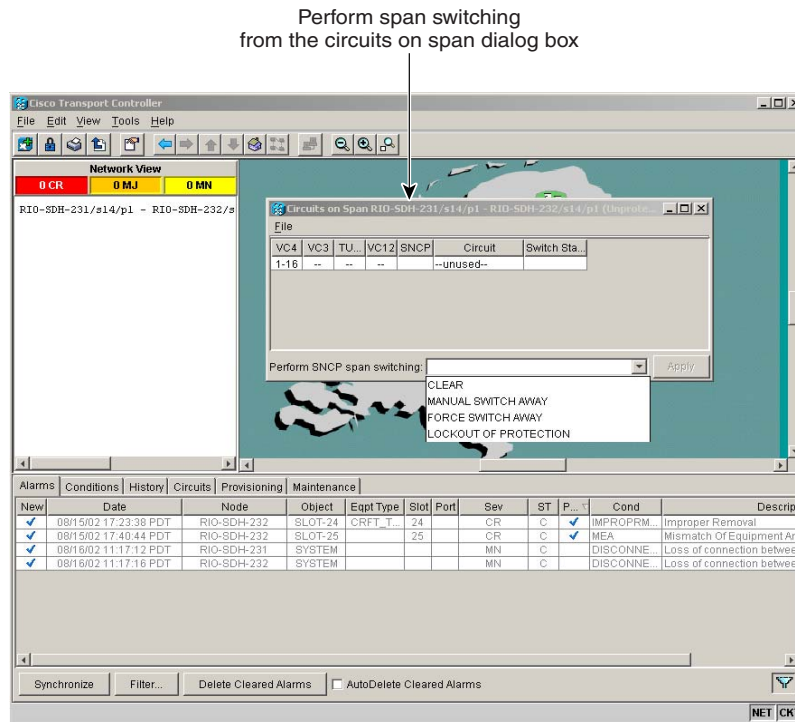 Perform span switching
from the circuits on span dialog box
Cisco Transport Controller
File Edit View Tools Help
Network View
0 CR 0 MJ 0 MN
RIO-SDH-231/s14/p1 - RIO-SDH-232/s
Circuits on Span RIO-SDH-231/s14/p1 - RIO-SDH-232/s14/p1 (Unprote...
File
VC4 VC3 TU... VC12 SNCP Circuit Switch Sta...
1-16 -- -- -- --unused--
Perform SNCP span switching: Apply
CLEAR
MANUAL SWITCH AWAY
FORCE SWITCH AWAY
LOCKOUT OF PROTECTION
Alarms Conditions History Circuits Provisioning Maintenance
New Date Node Object Eqpt Type Slot Port Sev ST P... Cond Descrip
08/15/02 17:23:38 PDT RIO-SDH-232 SLOT-24 CRFT_T... 24 CR C IMPROPRM... Improper Removal
08/15/02 17:40:44 PDT RIO-SDH-232 SLOT-25 25 CR C MEA Mismatch Of Equipment An
08/16/02 11:17:12 PDT RIO-SDH-231 SYSTEM MN C DISCONNE... Loss of connection betwee
08/16/02 11:17:16 PDT RIO-SDH-232 SYSTEM MN C DISCONNE... Loss of connection betwee
Synchronize Filter... Delete Cleared Alarms AutoDelete Cleared Alarms
NET CK